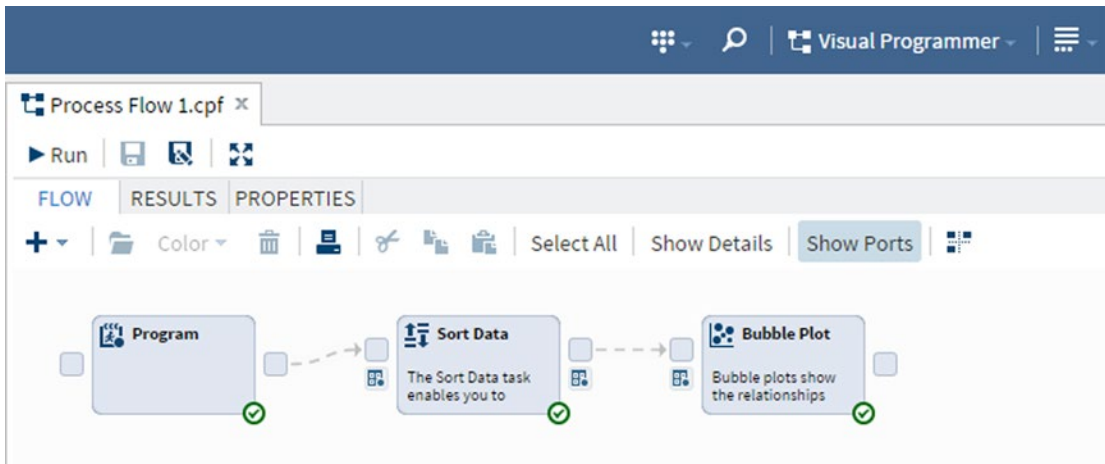 Visual Programmer
Process Flow 1.cpf
Run
FLOW RESULTS PROPERTIES
Color Select All Show Details Show Ports
Program
Sort Data
The Sort Data task
enables you to
Bubble Plot
Bubble plots show
the relationships